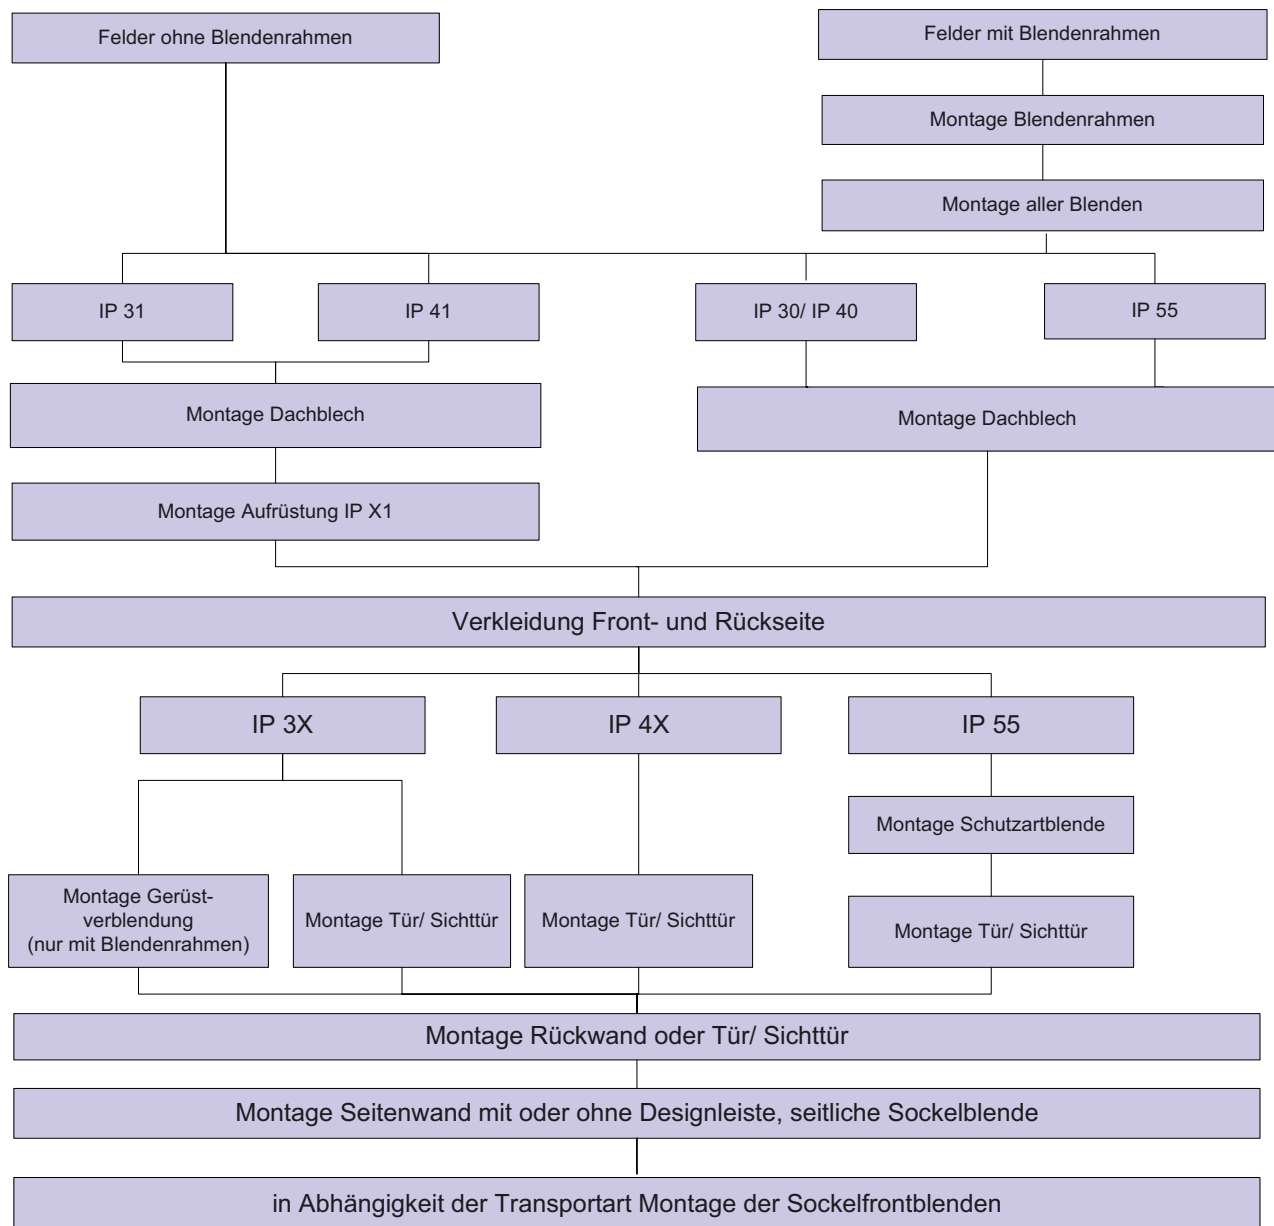 Felder ohne Blendenrahmen
Felder mit Blendenrahmen
Montage Blendenrahmen
Montage aller Blenden
IP 31
IP 41
IP 30/ IP 40
IP 55
Montage Dachblech
Montage Dachblech
Montage Aufrüstung IP X1
Verkleidung Front- und Rückseite
IP 3X
IP 4X
IP 55
Montage Schutzartblende
Montage Gerüst-
verblendung
(nur mit Blendenrahmen)
Montage Tür/ Sichttür
Montage Tür/ Sichttür
Montage Tür/ Sichttür
Montage Rückwand oder Tür/ Sichttür
Montage Seitenwand mit oder ohne Designleiste, seitliche Sockelblende
in Abhängigkeit der Transportart Montage der Sockelfrontblenden